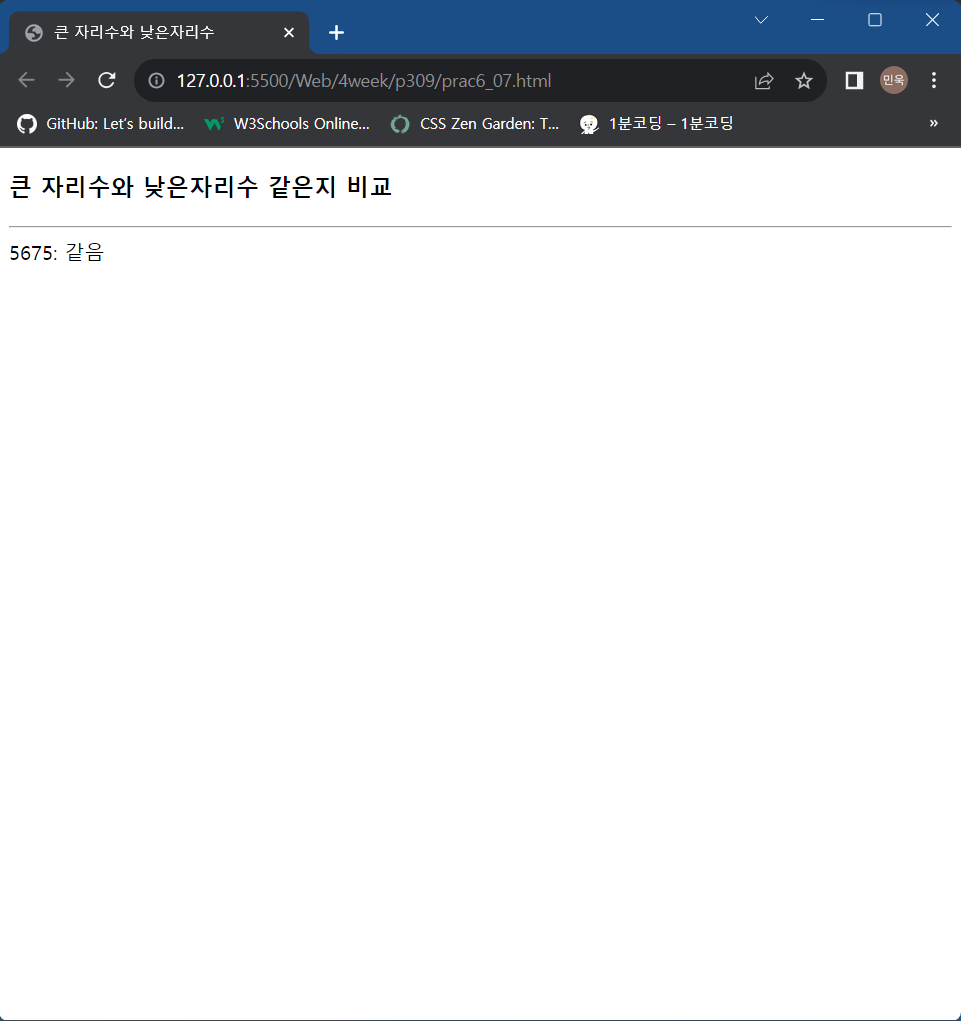 큰 자리수와 낮은자리수
127.0.0.1:5500/Web/4week/p309/prac6_07.html
민욱
GitHub: Let's build...
W3Schools Online...
CSS Zen Garden: T...
1분코딩 – 1분코딩
»
큰 자리수와 낮은자리수 같은지 비교
5675: 같음